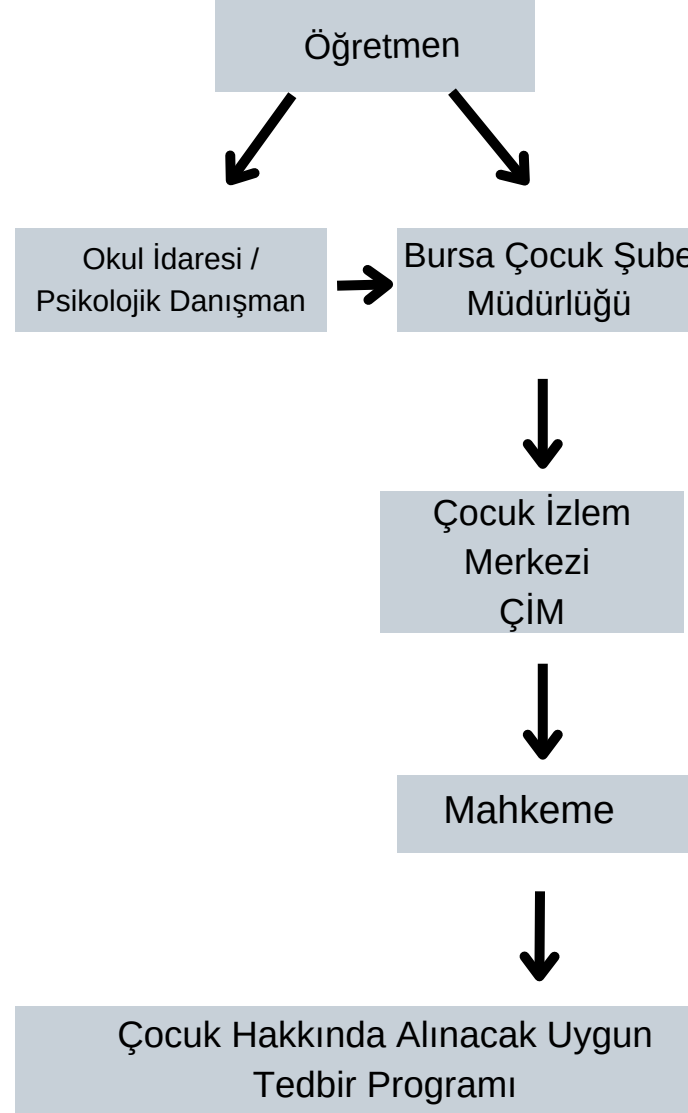 Öğretmen
Okul İdaresi /
Psikolojik Danışman
Bursa Çocuk Şube
Müdürlüğü
Çocuk İzlem
Merkezi
ÇİM
Mahkeme
Çocuk Hakkında Alınacak Uygun
Tedbir Programı